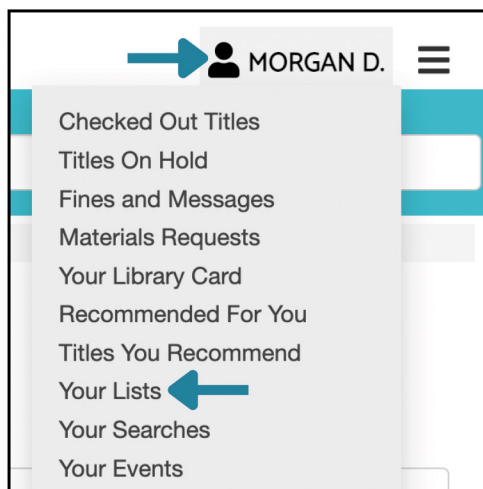 MORGAN D.
Checked Out Titles
Titles On Hold
Fines and Messages
Materials Requests
Your Library Card
Recommended For You
Titles You Recommend
Your Lists
Your Searches
Your Events